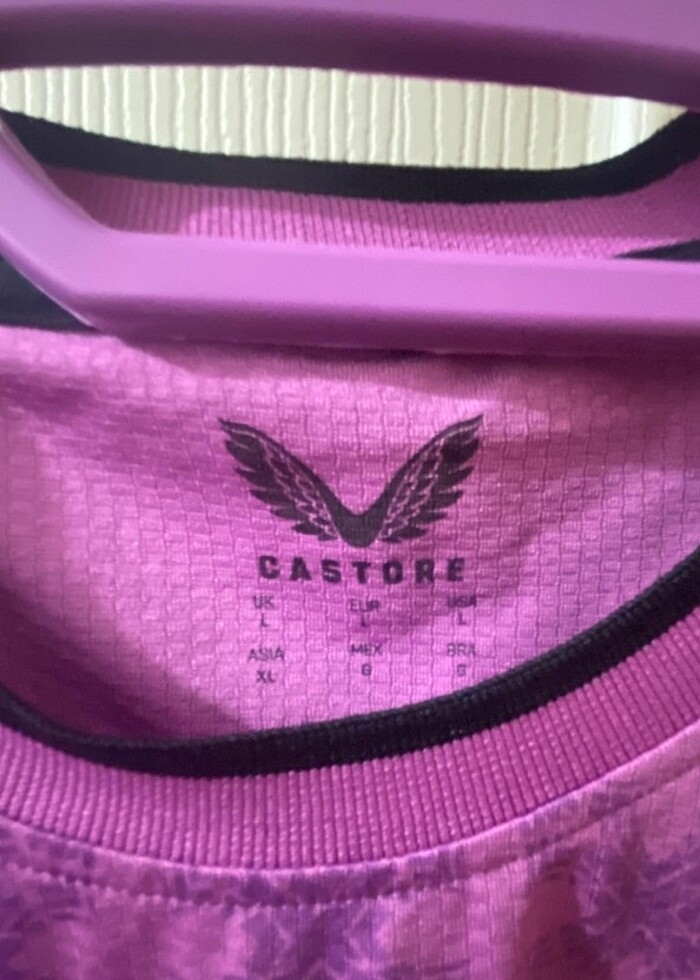 CASTORE
UK EUR USA
L L L
ASIA MEX BRA
XL G G